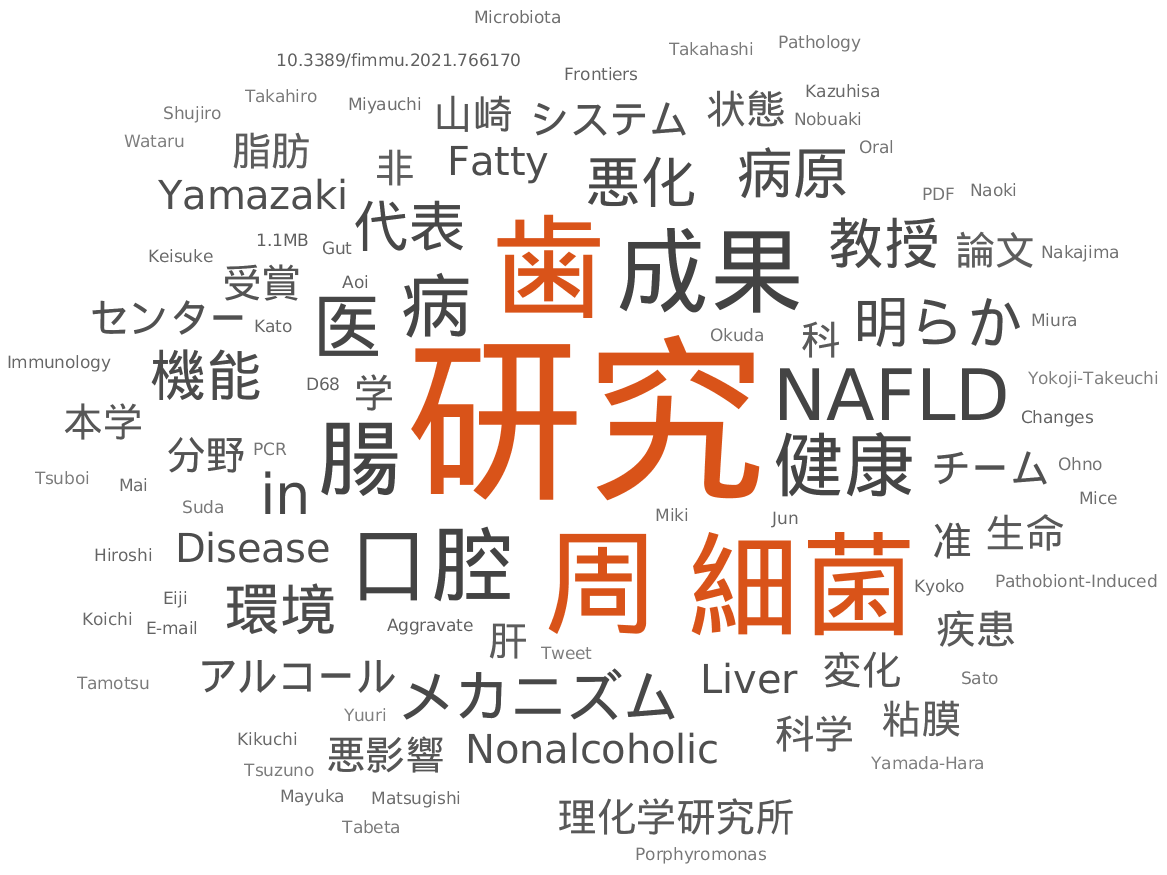 Microbiota
Takahashi
Pathology
10.3389/fimmu.2021.766170
Frontiers
Kazuhisa
Takahiro
Miyauchi
Shujiro
山崎
システム
状態
Nobuaki
Wataru
脂肪
非
Fatty
悪化
病原
Oral
Yamazaki
代表
PDF
Naoki
歯
成果
教授
論文
Nakajima
1.1MB
Gut
Keisuke
受賞
Aoi
病
センター
Kato
医
明らか
Miura
Okuda
科
Immunology
機能
D68
学
研究
NAFLD
Yokoji-Takeuchi
Changes
本学
分野
PCR
腸
健康
チーム
Ohno
Tsuboi
Mai
in
Suda
Miki
Jun
Mice
Hiroshi
Disease
口腔
周
細菌
准
生命
Pathobiont-Induced
Kyoko
Eiji
Koichi
E-mail
環境
Aggravate
肝
Tweet
疾患
Tamotsu
アルコール
メカニズム
Liver
変化
Sato
Yuuri
Kikuchi
悪影響
Nonalcoholic
科学
粘膜
Tsuzuno
Yamada-Hara
Mayuka
Matsugishi
Tabeta
理化学研究所
Porphyromonas